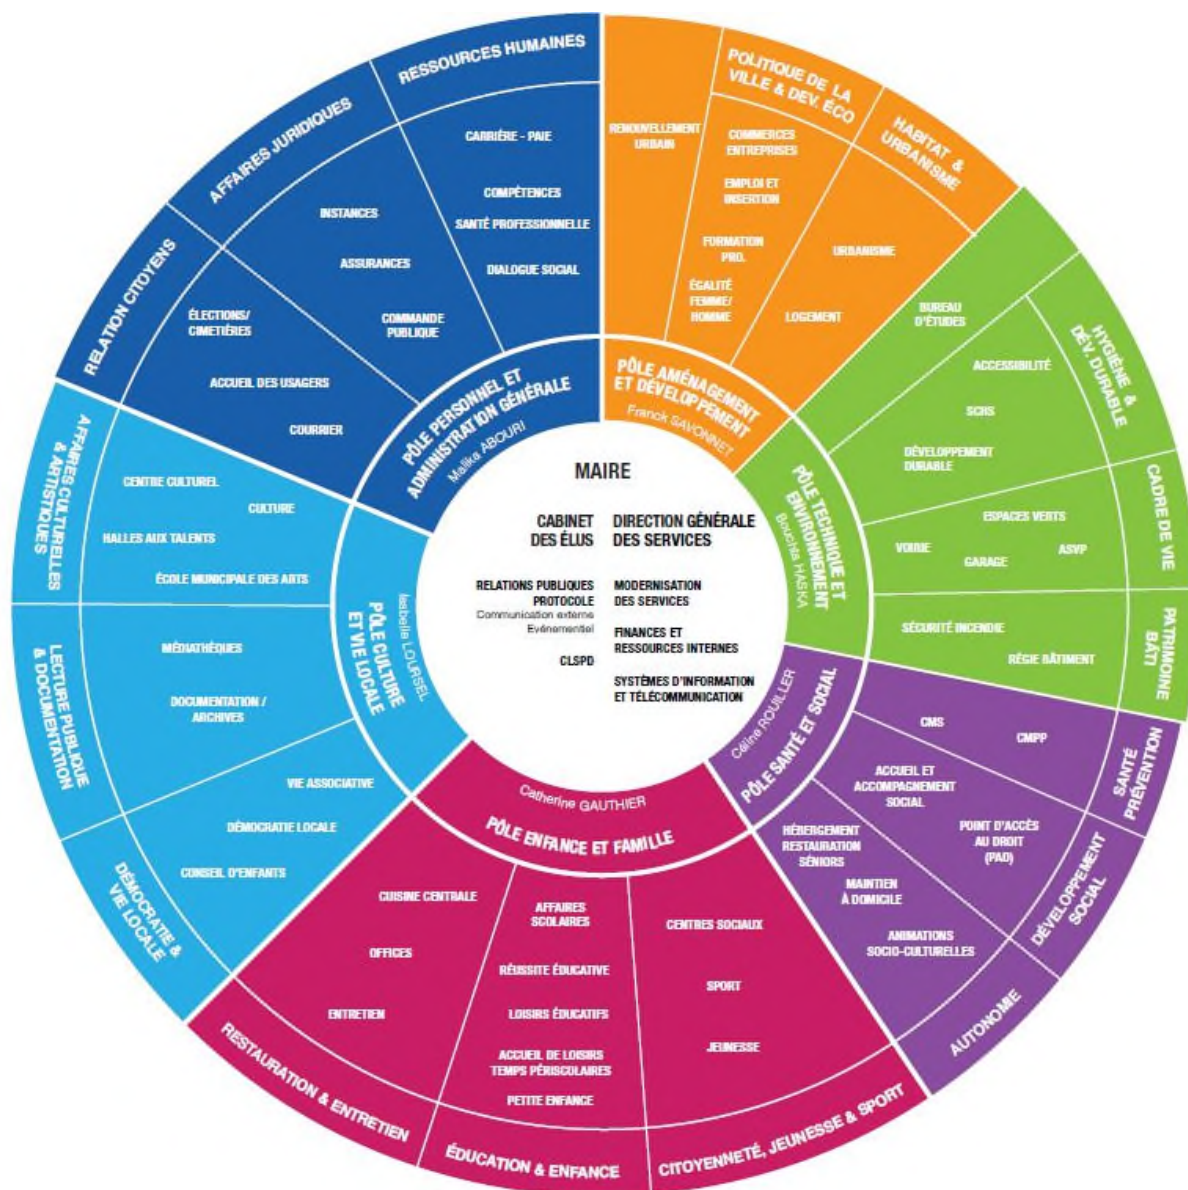 MAIRE
CABINET
DES ÉLUS
RELATIONS PUBLIQUES
PROTOCOLE
Communication externe
Evénementiel
CLSPD
DIRECTION GÉNÉRALE
DES SERVICES
MODERNISATION
DES SERVICES
FINANCES ET
RESSOURCES INTERNES
SYSTÈMES D'INFORMATION
ET TÉLÉCOMMUNICATION
PÔLE AMÉNAGEMENT
ET DÉVELOPPEMENT
Franck SAVONNET
RENOUVELLEMENT
URBAIN
POLITIQUE DE LA
VILLE & DEV. ÉCO
COMMERCES
ENTREPRISES
EMPLOI ET
INSERTION
FORMATION
PRO.
ÉGALITÉ
FEMME/
HOMME
HABITAT &
URBANISME
URBANISME
LOGEMENT
PÔLE TECHNIQUE ET
ENVIRONNEMENT
Bouchta HASKA
BUREAU
D'ÉTUDES
HYGIÈNE &
DÉV. DURABLE
ACCESSIBILITÉ
SCHS
DÉVELOPPEMENT
DURABLE
CADRE DE VIE
ESPACES VERTS
VOIRIE
GARAGE
ASVP
PATRIMOINE
BÂTI
SÉCURITÉ INCENDIE
RÉGIE BÂTIMENT
PÔLE SANTÉ ET SOCIAL
Céline ROUILLER
SANTÉ
PRÉVENTION
CMS
CMPP
DÉVELOPPEMENT
SOCIAL
ACCUEIL ET
ACCOMPAGNEMENT
SOCIAL
POINT D'ACCÈS
AU DROIT
(PAD)
AUTONOMIE
HÉBERGEMENT
RESTAURATION
SÉNIORS
MAINTIEN
À DOMICILE
ANIMATIONS
SOCIO-CULTURELLES
PÔLE ENFANCE ET FAMILLE
Catherine GAUTHIER
CITOYENNETÉ, JEUNESSE & SPORT
CENTRES SOCIAUX
SPORT
JEUNESSE
ÉDUCATION & ENFANCE
AFFAIRES
SCOLAIRES
RÉUSSITE ÉDUCATIVE
LOISIRS ÉDUCATIFS
ACCUEIL DE LOISIRS
TEMPS PÉRISCOLAIRES
PETITE ENFANCE
RESTAURATION & ENTRETIEN
CUISINE CENTRALE
OFFICES
ENTRETIEN
PÔLE CULTURE
ET VIE LOCALE
Isabelle LOURSEL
DÉMOCRATIE &
VIE LOCALE
VIE ASSOCIATIVE
DÉMOCRATIE LOCALE
CONSEIL D'ENFANTS
LECTURE PUBLIQUE
& DOCUMENTATION
MÉDIATHÈQUES
DOCUMENTATION /
ARCHIVES
AFFAIRES CULTURELLES
& ARTISTIQUES
CENTRE CULTUREL
CULTURE
HALLES AUX TALENTS
ÉCOLE MUNICIPALE DES ARTS
PÔLE PERSONNEL ET
ADMINISTRATION GÉNÉRALE
Malika ABOURI
RELATION CITOYENS
ÉLECTIONS/
CIMETIÈRES
ACCUEIL DES USAGERS
COURRIER
AFFAIRES JURIDIQUES
INSTANCES
ASSURANCES
COMMANDE
PUBLIQUE
RESSOURCES HUMAINES
CARRIÈRE - PAIE
COMPÉTENCES
SANTÉ PROFESSIONNELLE
DIALOGUE SOCIAL